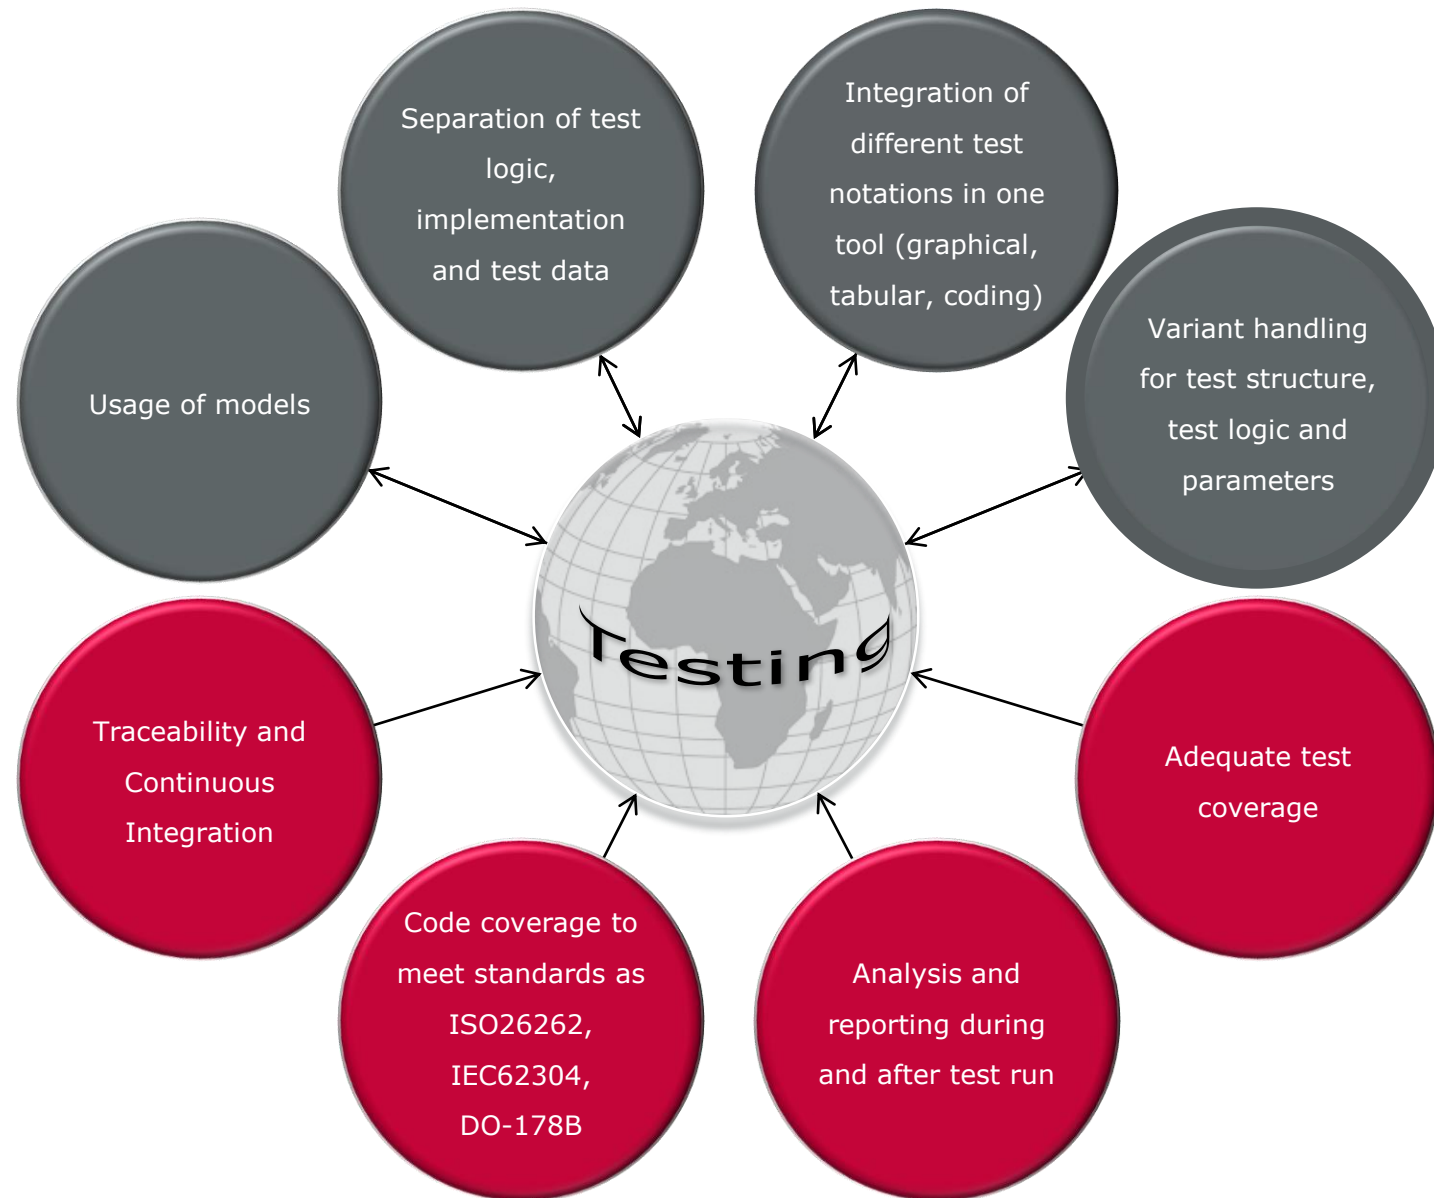 Separation of test
logic,
implementation
and test data
Integration of
different test
notations in one
tool (graphical,
tabular, coding)
Usage of models
Variant handling
for test structure,
test logic and
parameters
Testing
Traceability and
Continuous
Integration
Adequate test
coverage
Code coverage to
meet standards as
ISO26262,
IEC62304,
DO-178B
Analysis and
reporting during
and after test run